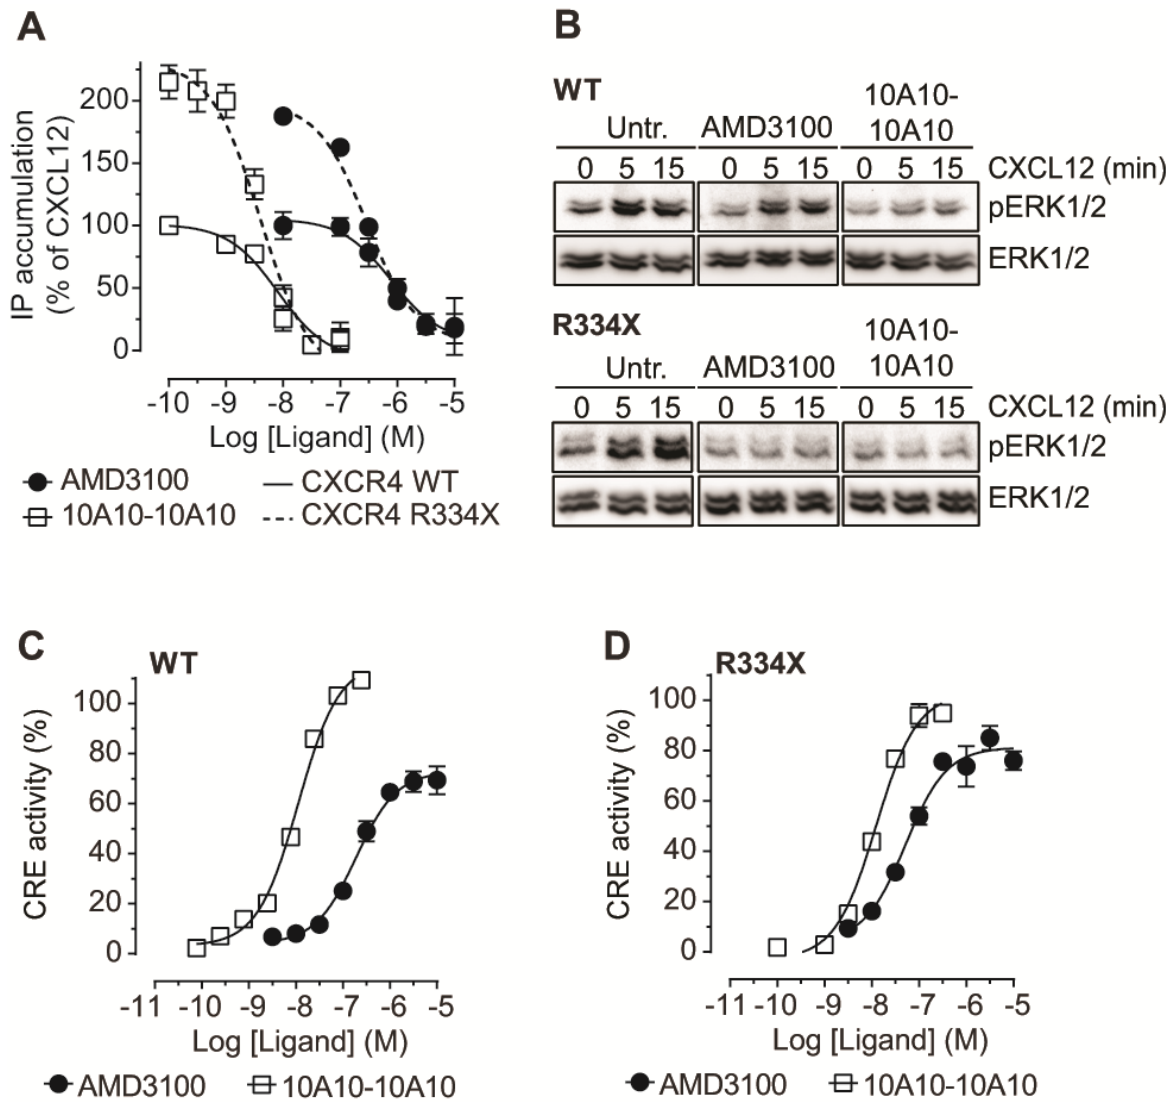 A
IP accumulation
(% of CXCL12)
200
150
100
50
0
-10 -9 -8 -7 -6 -5
Log [Ligand] (M)
AMD3100
CXCR4 WT
10A10-10A10
CXCR4 R334X
B
WT
Untr. AMD3100 10A10-
10A10
0 5 15 0 5 15 0 5 15 CXCL12 (min)
pERK1/2
ERK1/2
R334X
Untr. AMD3100 10A10-
10A10
0 5 15 0 5 15 0 5 15 CXCL12 (min)
pERK1/2
ERK1/2
C
WT
CRE activity (%)
100
80
60
40
20
0
-11 -10 -9 -8 -7 -6 -5
Log [Ligand] (M)
AMD3100 10A10-10A10
D
R334X
CRE activity (%)
100
80
60
40
20
0
-11 -10 -9 -8 -7 -6 -5
Log [Ligand] (M)
AMD3100 10A10-10A10